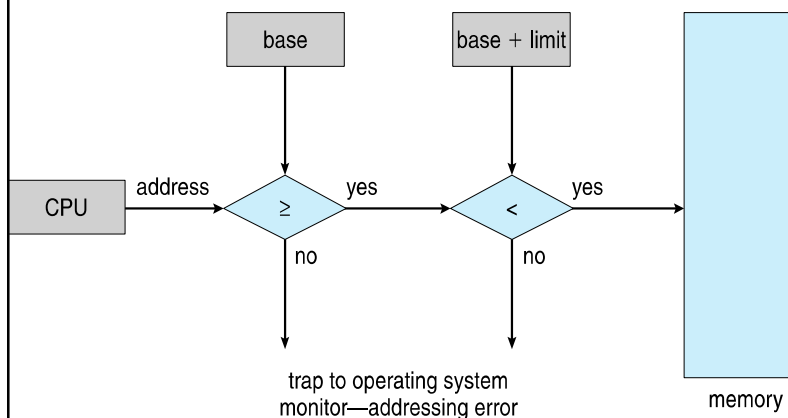 base
base + limit
CPU
address
≥
yes
<
yes
no
no
trap to operating system
monitor—addressing error
memory